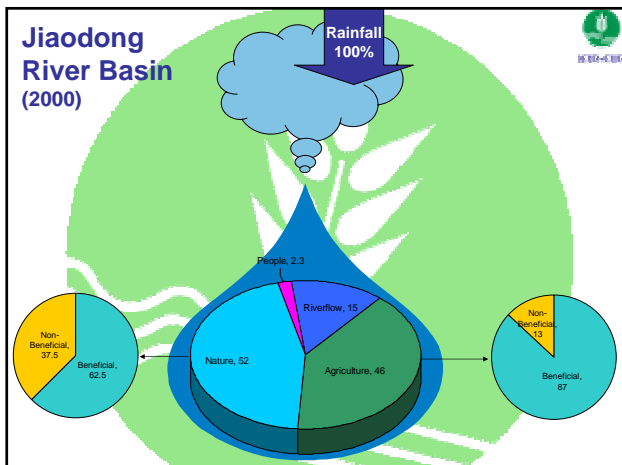 Jiaodong
River Basin
(2000)
Rainfall
100%
People, 2.3
Riverflow, 15
Nature, 52
Agriculture, 46
Non-
Beneficial,
37.5
Beneficial,
62.5
Non-
Beneficial,
13
Beneficial,
87